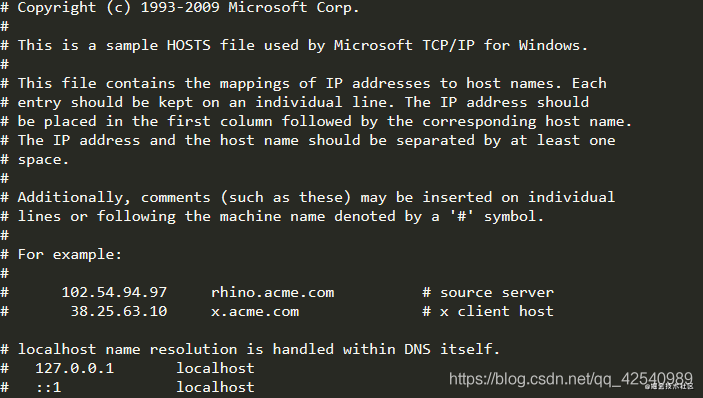 # Copyright (c) 1993-2009 Microsoft Corp.
#
# This is a sample HOSTS file used by Microsoft TCP/IP for Windows.
#
# This file contains the mappings of IP addresses to host names. Each
# entry should be kept on an individual line. The IP address should
# be placed in the first column followed by the corresponding host name.
# The IP address and the host name should be separated by at least one
# space.
#
# Additionally, comments (such as these) may be inserted on individual
# lines or following the machine name denoted by a '#' symbol.
#
# For example:
#
#      102.54.94.97     rhino.acme.com          # source server
#       38.25.63.10     x.acme.com              # x client host

# localhost name resolution is handled within DNS itself.
#   127.0.0.1       localhost
#   ::1             localhost
https://blog.csdn.net/qq_42540989